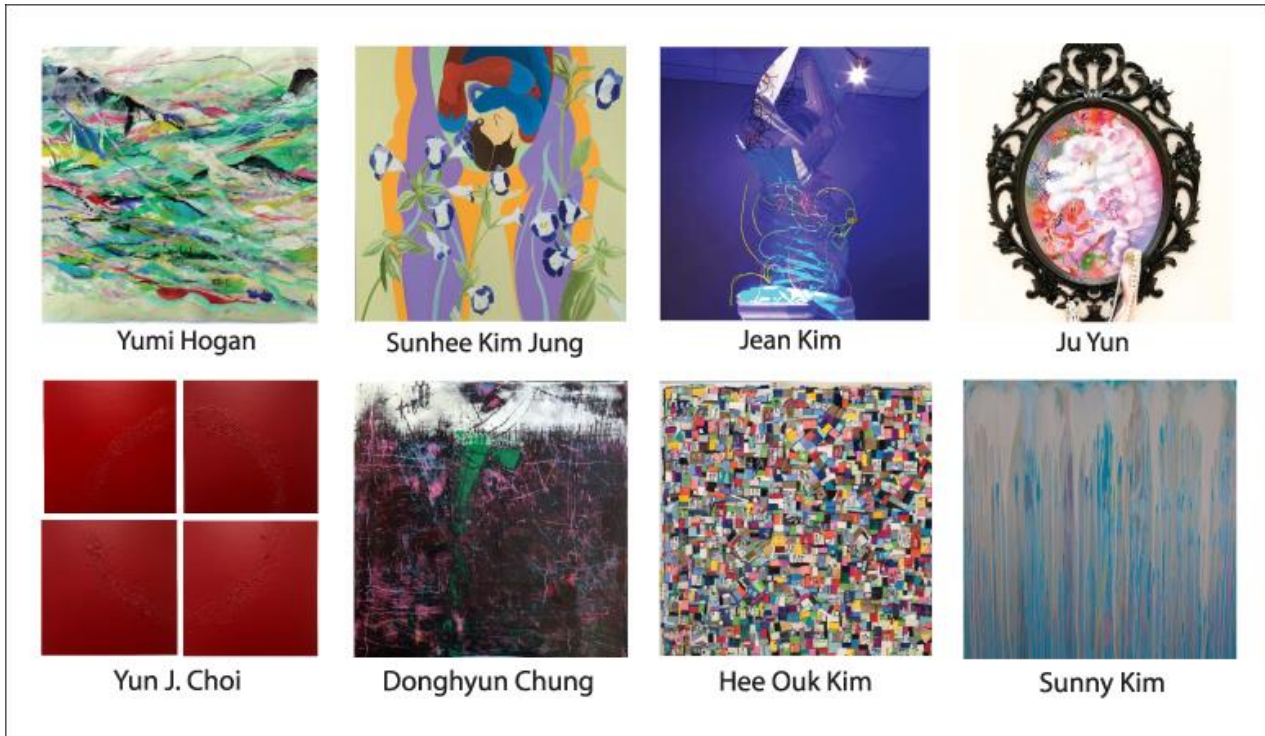 Yumi Hogan
Sunhee Kim Jung
Jean Kim
Ju Yun
Yun J. Choi
Donghyun Chung
Hee Ouk Kim
Sunny Kim